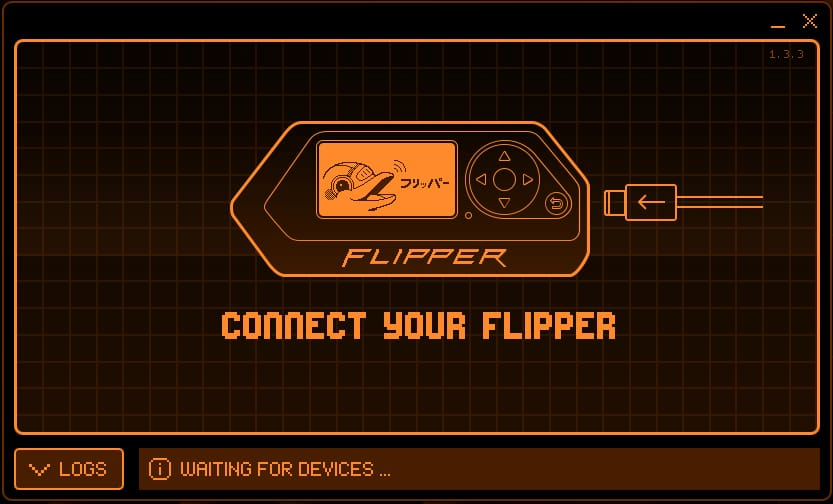 1.3.3
フリッパー
FLIPPER
CONNECT YOUR FLIPPER
LOGS
WAITING FOR DEVICES ...